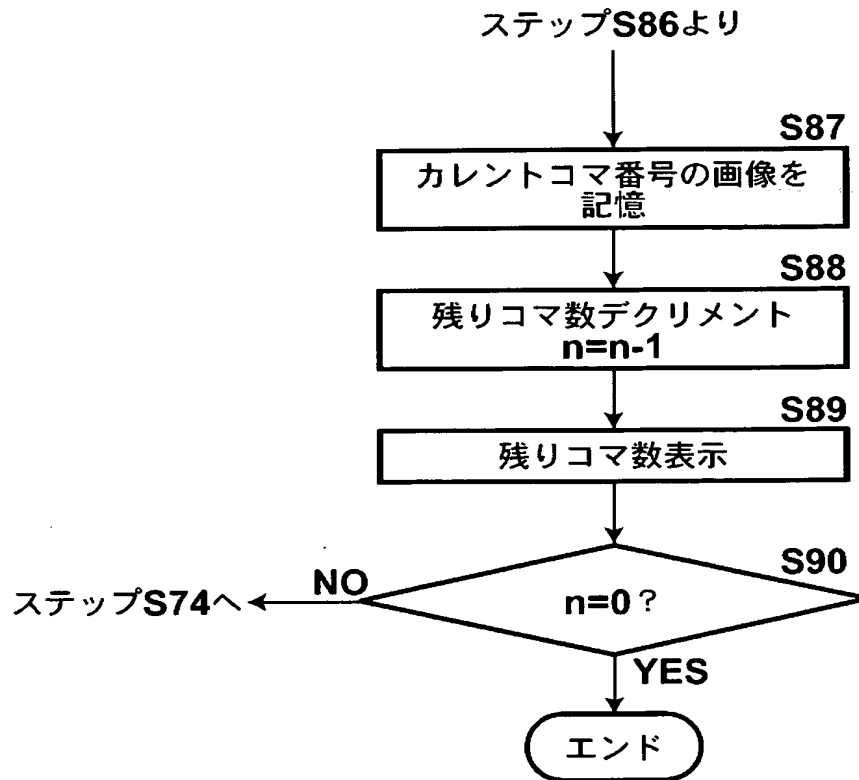 ステップS86より
S87
カレントコマ番号の画像を
記憶
S88
残りコマ数デクリメント
n=n-1
S89
残りコマ数表示
S90
n=0？
NO
ステップS74へ
YES
エンド